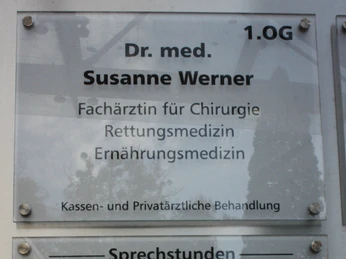 1.OG
Dr. med.
Susanne Werner
Fachärztin für Chirurgie
Rettungsmedizin
Ernährungsmedizin
Kassen- und Privatärztliche Behandlung
Sprechstunden